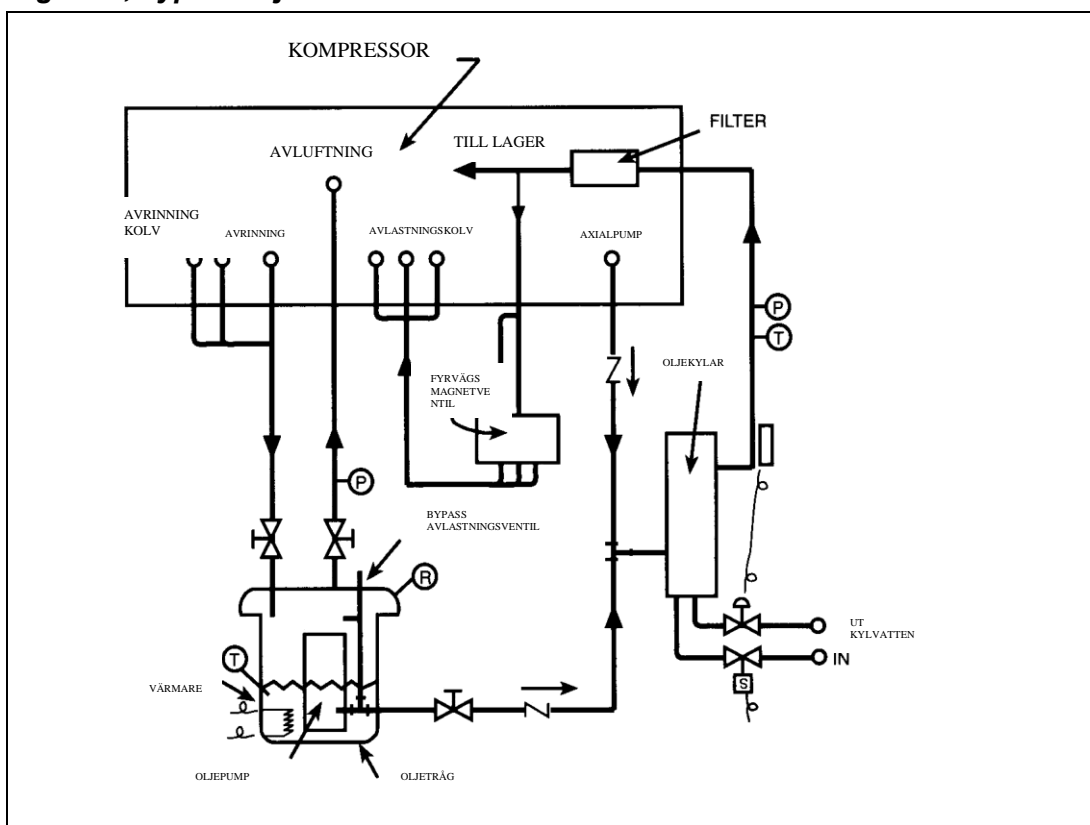 KOMPRESSOR
FILTER
TILL LAGER
AVLUFTNING
AVRINNING
KOLV
AVRINNING
AVLASTNINGSKOLV
AXIALPUMP
P
T
OLJEKYLAR
FYRVÄGS
MAGNETVE
NTIL
P
BYPASS
AVLASTNINGSVENTIL
R
UT
KYLVATTEN
IN
S
T
VÄRMARE
OLJEPUMP
OLJETRÅG